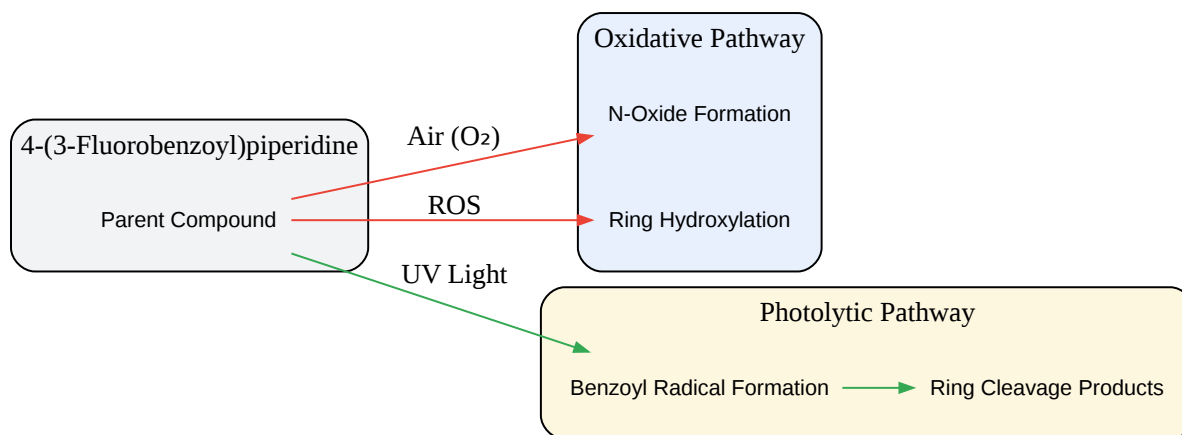 Oxidative Pathway
N-Oxide Formation
Air (O₂)
4-(3-Fluorobenzoyl)piperidine
Parent Compound
ROS
Ring Hydroxylation
UV Light
Photolytic Pathway
Benzoyl Radical Formation
Ring Cleavage Products